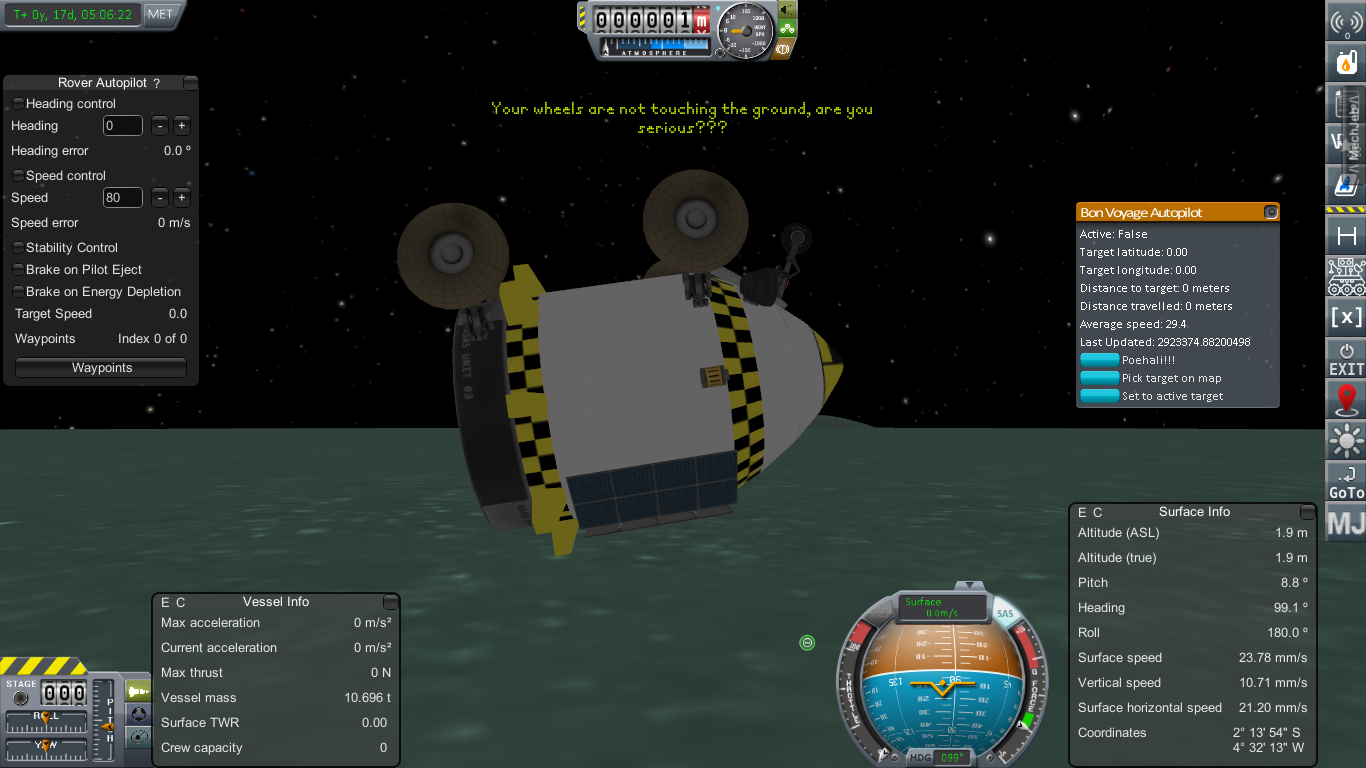 T+ 0y, 17d, 05:06:22 MET
000001m
ATMOSPHERE
Your wheels are not touching the ground, are you
serious???
Rover Autopilot ?
Heading control
Heading 0 - +
Heading error 0.0 º
Speed control
Speed 80 - +
Speed error 0 m/s
Stability Control
Brake on Pilot Eject
Brake on Energy Depletion
Target Speed 0.0
Waypoints Index 0 of 0
Waypoints
Bon Voyage Autopilot
Active: False
Target latitude: 0.00
Target longitude: 0.00
Distance to target: 0 meters
Distance travelled: 0 meters
Average speed: 29.4
Last Updated: 2923374.88200498
Poehali!!!
Pick target on map
Set to active target
0
MechJeb
[x]
EXIT
GoTo
MJ
E C Vessel Info
Max acceleration 0 m/s²
Current acceleration 0 m/s²
Max thrust 0 N
Vessel mass 10.696 t
Surface TWR 0.00
Crew capacity 0
E C Surface Info
Altitude (ASL) 1.9 m
Altitude (true) 1.9 m
Pitch 8.8 º
Heading 99.1 º
Roll 180.0 º
Surface speed 23.78 mm/s
Vertical speed 10.71 mm/s
Surface horizontal speed 21.20 mm/s
Coordinates 2° 13' 54" S
4° 32' 13" W
STAGE 000
ROLL
YAW
PITCH
Surface
0.0m/s
SAS
THROTTLE
G FORCE
HDG 099°